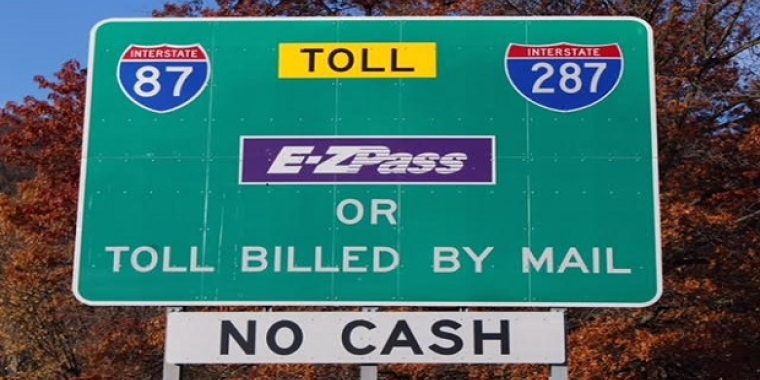 INTERSTATE 87
TOLL
INTERSTATE 287
E-ZPass
OR
TOLL BILLED BY MAIL
NO CASH